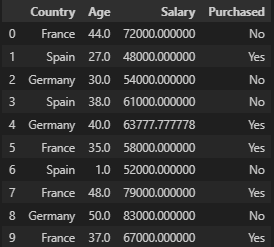 Country Age Salary Purchased
0 France 44.0 72000.000000 No
1 Spain 27.0 48000.000000 Yes
2 Germany 30.0 54000.000000 No
3 Spain 38.0 61000.000000 No
4 Germany 40.0 63777.777778 Yes
5 France 35.0 58000.000000 Yes
6 Spain 1.0 52000.000000 No
7 France 48.0 79000.000000 Yes
8 Germany 50.0 83000.000000 No
9 France 37.0 67000.000000 Yes